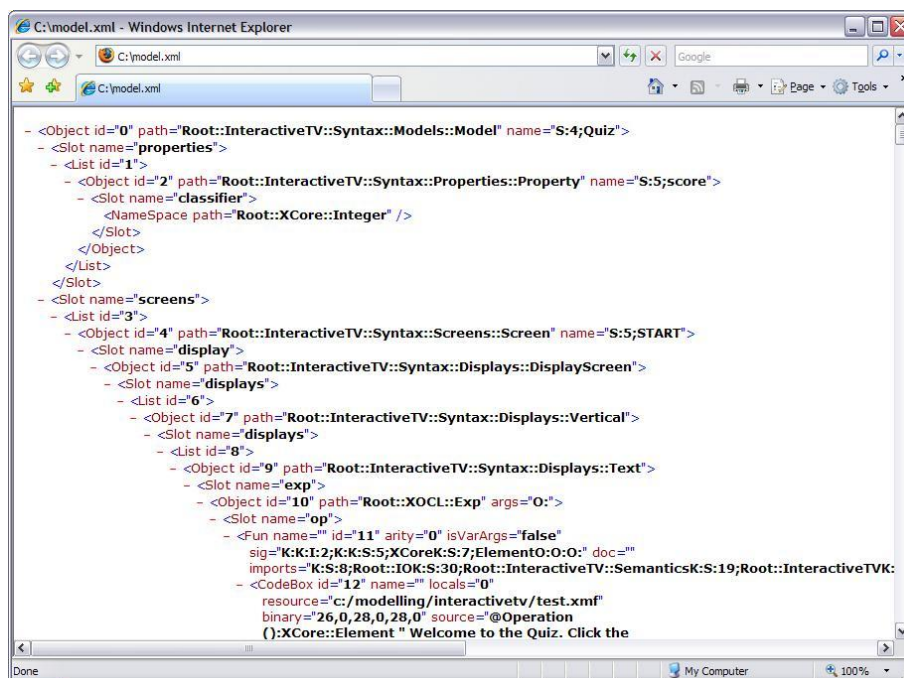 C:\model.xml - Windows Internet Explorer
C:\model.xml
Google
C:\model.xml
Page
Tools
- <Object id="0" path="Root::InteractiveTV::Syntax::Models::Model" name="S:4;Quiz">
- <Slot name="properties">
- <List id="1">
- <Object id="2" path="Root::InteractiveTV::Syntax::Properties::Property" name="S:5;score">
- <Slot name="classifier">
<NameSpace path="Root::XCore::Integer" />
</Slot>
</Object>
</List>
</Slot>
- <Slot name="screens">
- <List id="3">
- <Object id="4" path="Root::InteractiveTV::Syntax::Screens::Screen" name="S:5;START">
- <Slot name="display">
- <Object id="5" path="Root::InteractiveTV::Syntax::Displays::DisplayScreen">
- <Slot name="displays">
- <List id="6">
- <Object id="7" path="Root::InteractiveTV::Syntax::Displays::Vertical">
- <Slot name="displays">
- <List id="8">
- <Object id="9" path="Root::InteractiveTV::Syntax::Displays::Text">
- <Slot name="exp">
- <Object id="10" path="Root::XOCL::Exp" args="O:">
- <Slot name="op">
- <Fun name="" id="11" arity="0" isVarArgs="false"
sig="K:K:I:2;K:K:S:5;XCoreK:S:7;ElementO:O:O:" doc=""
imports="K:S:8;Root::IOK:S:30;Root::InteractiveTV::SemanticsK:S:19;Root::InteractiveTVK:
- <CodeBox id="12" name="" locals="0"
resource="c:/modelling/interactivetv/test.xmf"
binary="26,0,28,0,28,0" source="@Operation
():XCore::Element " Welcome to the Quiz. Click the
Done
My Computer
100%